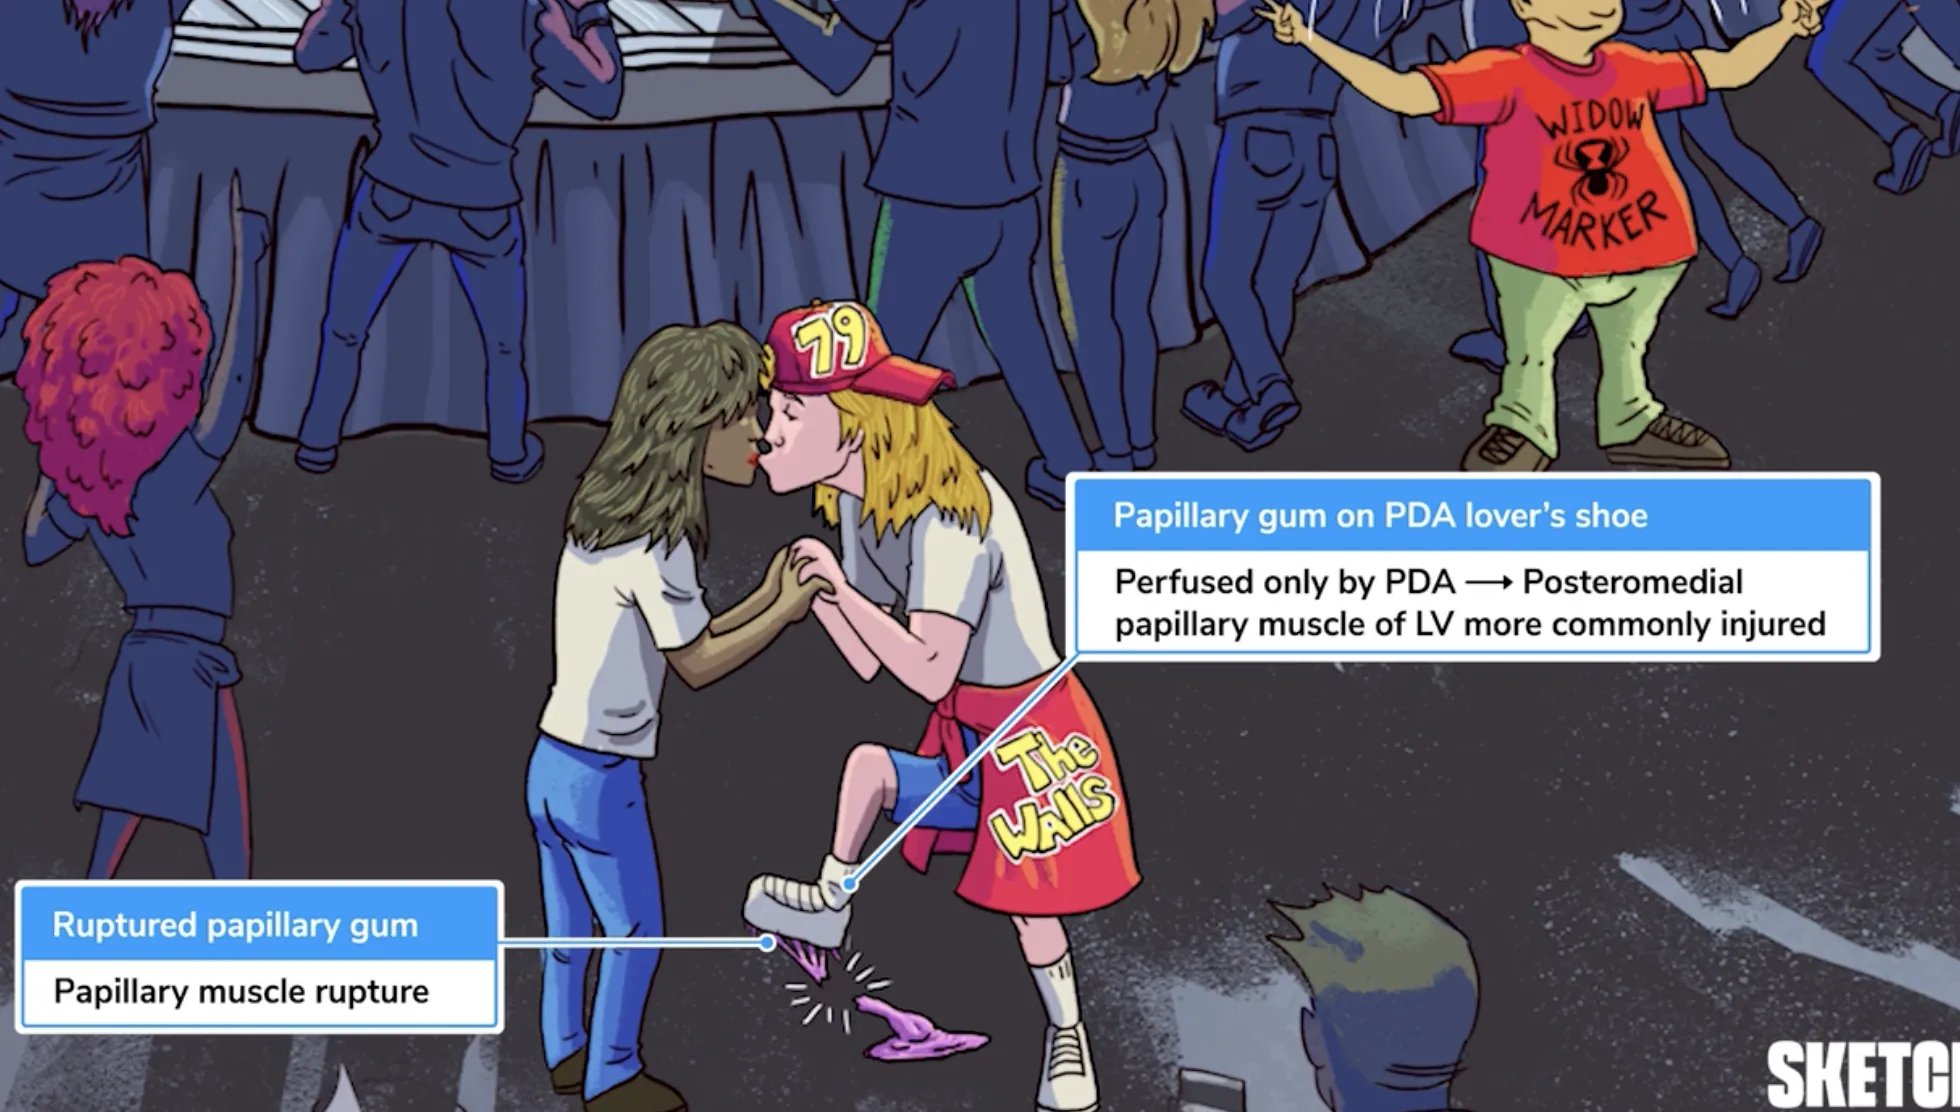 WIDOW
MARKER
79
Papillary gum on PDA lover's shoe
Perfused only by PDA → Posteromedial
papillary muscle of LV more commonly injured
The
Walls
Ruptured papillary gum
Papillary muscle rupture